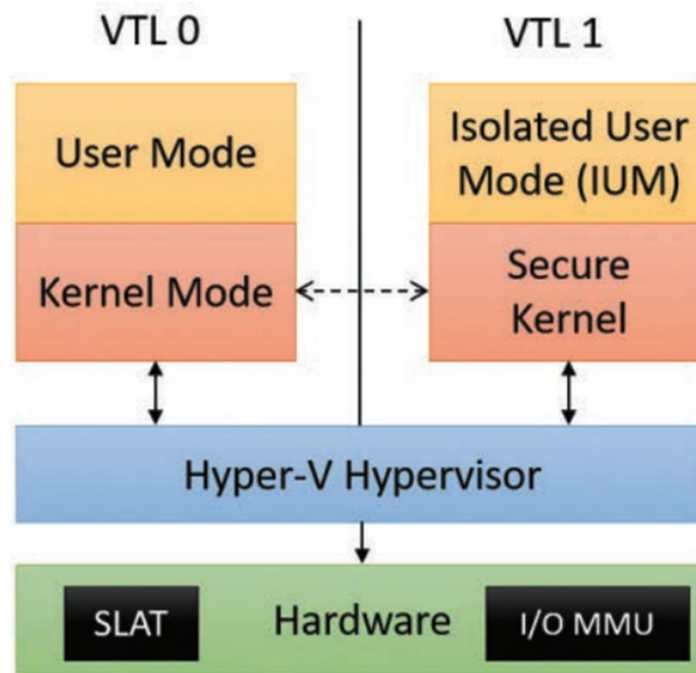 VTL 0
VTL 1
User Mode
Isolated User
Mode (IUM)
Kernel Mode
Secure
Kernel
Hyper-V Hypervisor
SLAT
Hardware
I/O MMU